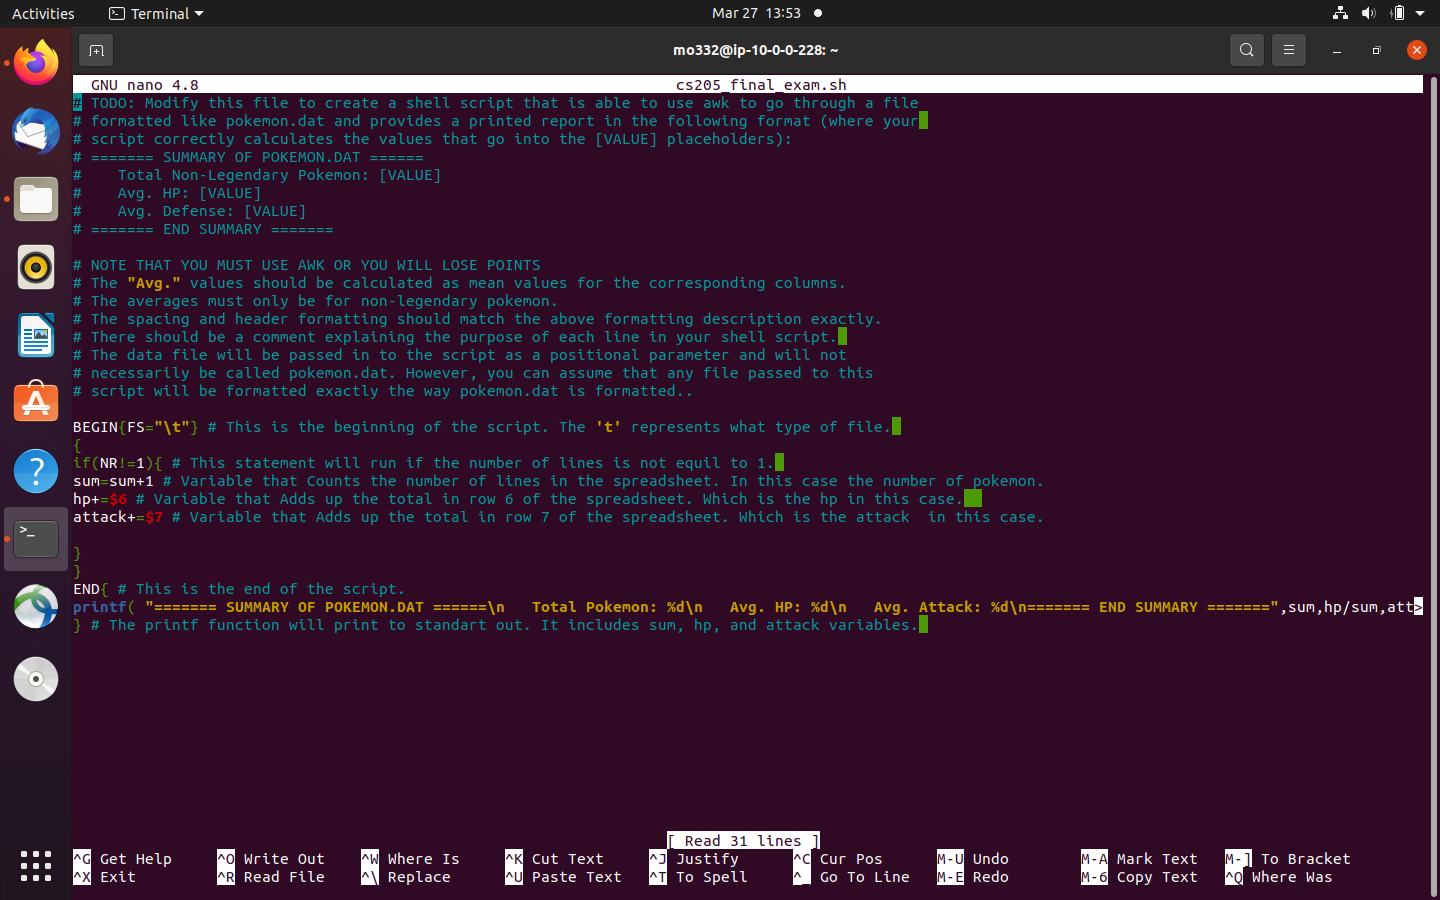 Activities
Terminal
Mar 27 13:53
mo332@ip-10-0-0-228: ~
GNU nano 4.8 cs205_final_exam.sh
# TODO: Modify this file to create a shell script that is able to use awk to go through a file
# formatted like pokemon.dat and provides a printed report in the following format (where your
# script correctly calculates the values that go into the [VALUE] placeholders):
# ======= SUMMARY OF POKEMON.DAT ======
#    Total Non-Legendary Pokemon: [VALUE]
#    Avg. HP: [VALUE]
#    Avg. Defense: [VALUE]
# ======= END SUMMARY =======
# NOTE THAT YOU MUST USE AWK OR YOU WILL LOSE POINTS
# The "Avg." values should be calculated as mean values for the corresponding columns.
# The averages must only be for non-legendary pokemon.
# The spacing and header formatting should match the above formatting description exactly.
# There should be a comment explaining the purpose of each line in your shell script.
# The data file will be passed in to the script as a positional parameter and will not
# necessarily be called pokemon.dat. However, you can assume that any file passed to this
# script will be formatted exactly the way pokemon.dat is formatted..
BEGIN{FS="\t"} # This is the beginning of the script. The 't' represents what type of file.
{
if(NR!=1){ # This statement will run if the number of lines is not equil to 1.
sum=sum+1 # Variable that Counts the number of lines in the spreadsheet. In this case the number of pokemon.
hp+=$6 # Variable that Adds up the total in row 6 of the spreadsheet. Which is the hp in this case.
attack+=$7 # Variable that Adds up the total in row 7 of the spreadsheet. Which is the attack  in this case.
}
}
END{ # This is the end of the script.
printf( "======= SUMMARY OF POKEMON.DAT ======\n   Total Pokemon: %d\n   Avg. HP: %d\n   Avg. Attack: %d\n======= END SUMMARY =======",sum,hp/sum,att>
} # The printf function will print to standart out. It includes sum, hp, and attack variables.
[ Read 31 lines ]
^G Get Help ^O Write Out ^W Where Is ^K Cut Text ^J Justify ^C Cur Pos M-U Undo M-A Mark Text M-] To Bracket
^X Exit ^R Read File ^\ Replace ^U Paste Text ^T To Spell ^_ Go To Line M-E Redo M-6 Copy Text ^Q Where Was